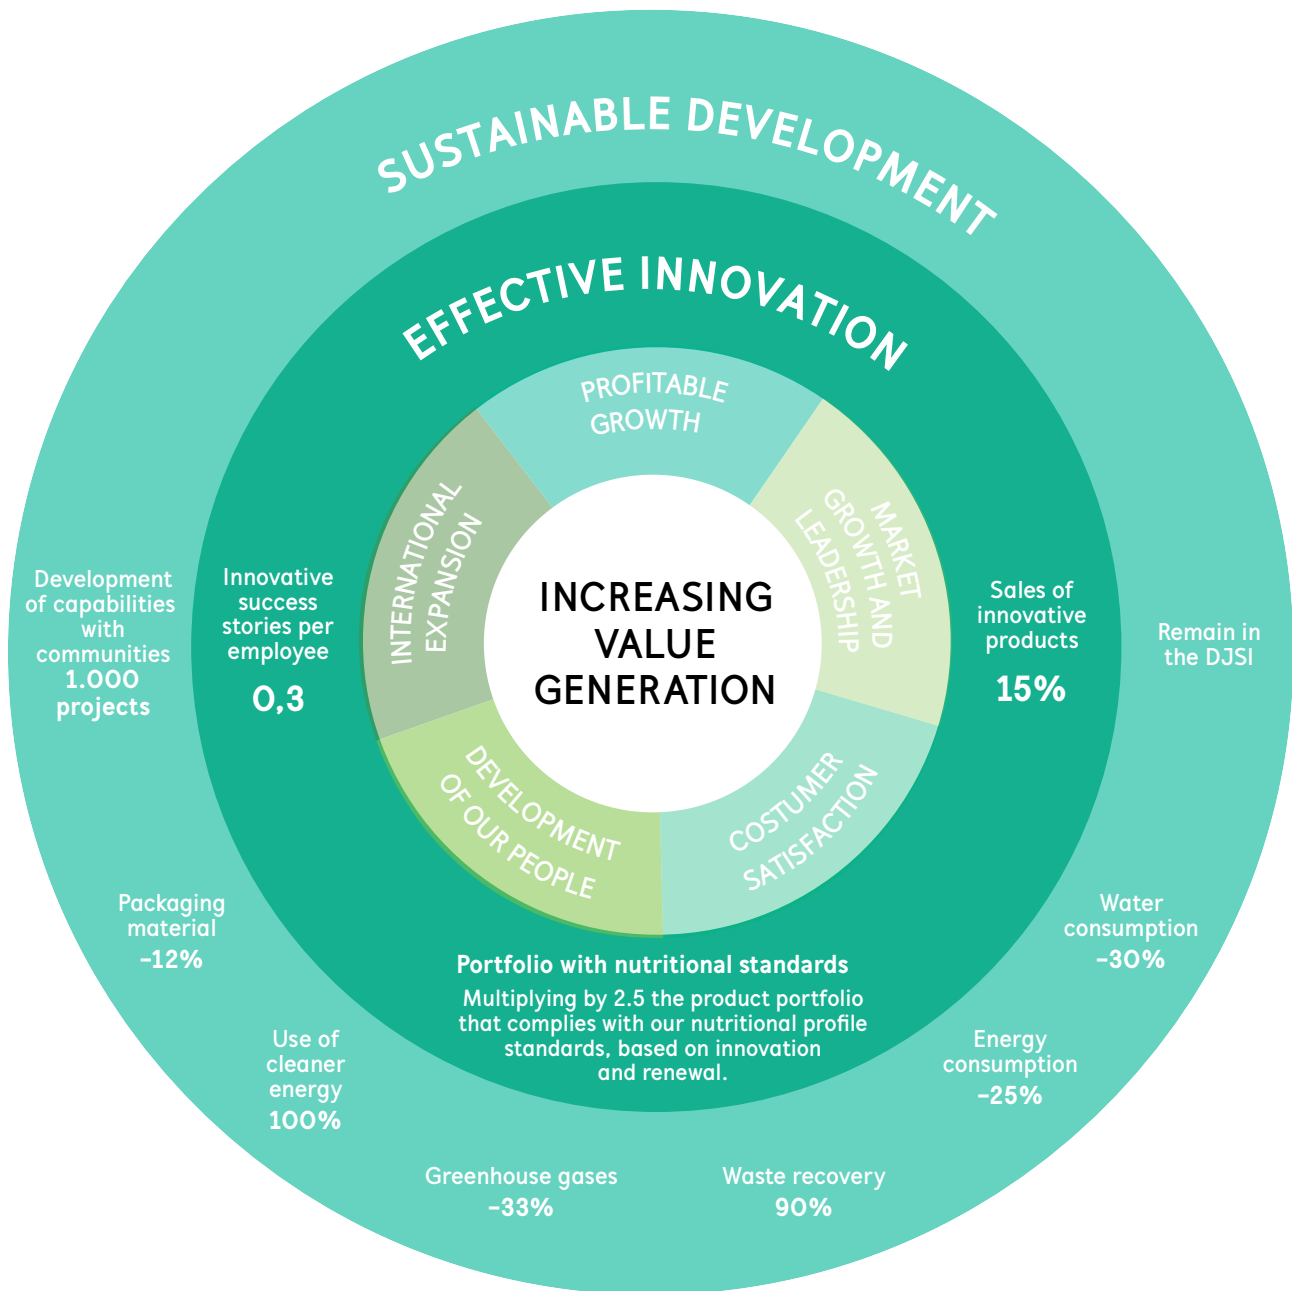 SUSTAINABLE DEVELOPMENT
EFFECTIVE INNOVATION
PROFITABLE
GROWTH
MARKET
GROWTH AND
LEADERSHIP
COSTUMER
SATISFACTION
DEVELOPMENT
OF OUR PEOPLE
INTERNATIONAL
EXPANSION
INCREASING
VALUE
GENERATION
Development
of capabilities
with
communities
1.000
projects
Innovative
success
stories per
employee
0,3
Sales of
innovative
products
15%
Remain in
the DJSI
Packaging
material
-12%
Water
consumption
-30%
Portfolio with nutritional standards
Multiplying by 2.5 the product portfolio
that complies with our nutritional profile
standards, based on innovation
and renewal.
Use of
cleaner
energy
100%
Energy
consumption
-25%
Greenhouse gases
-33%
Waste recovery
90%